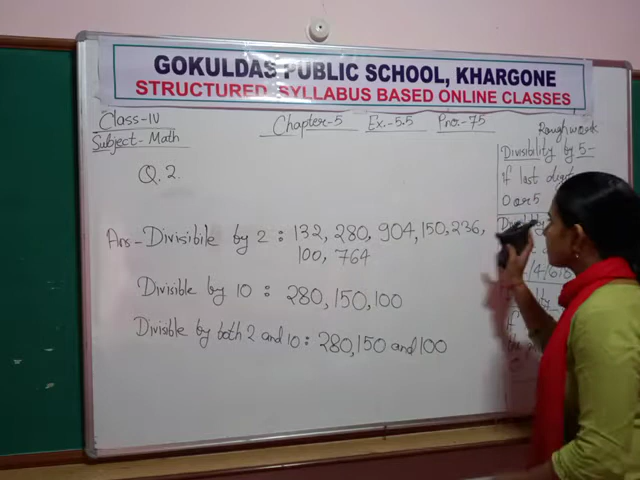 GOKULDAS PUBLIC SCHOOL, KHARGONE
STRUCTURED SYLLABUS BASED ONLINE CLASSES
Class-IV
Chapter-5 Ex.-5.5 Pno.-75
Subject-Math
Q.2.
Ans-Divisibile by 2 : 132, 280, 904, 150, 236,
100, 764
Divisible by 10 : 280, 150, 100
Divisible by both 2 and 10 : 280, 150 and 100
Rough work
Divisibility by 5-
If last digit
0 or 5